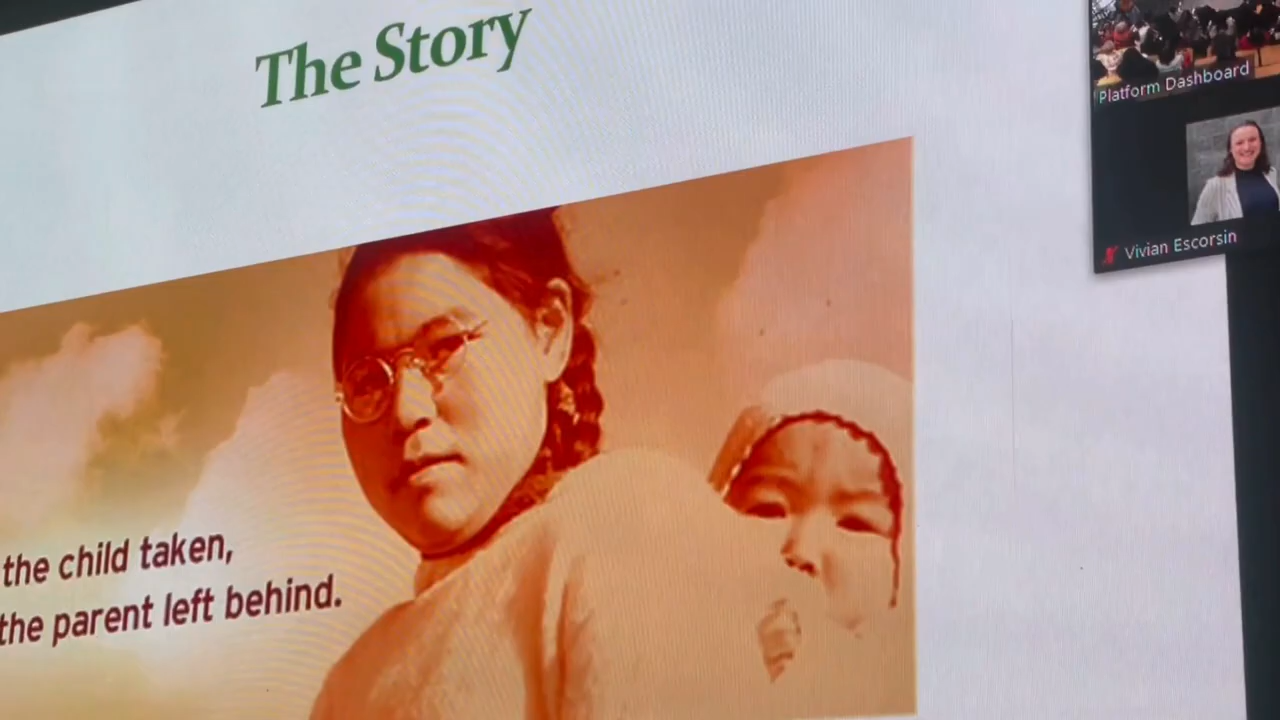 The Story
Platform Dashboard
Vivian Escorsin
the child taken,
the parent left behind.